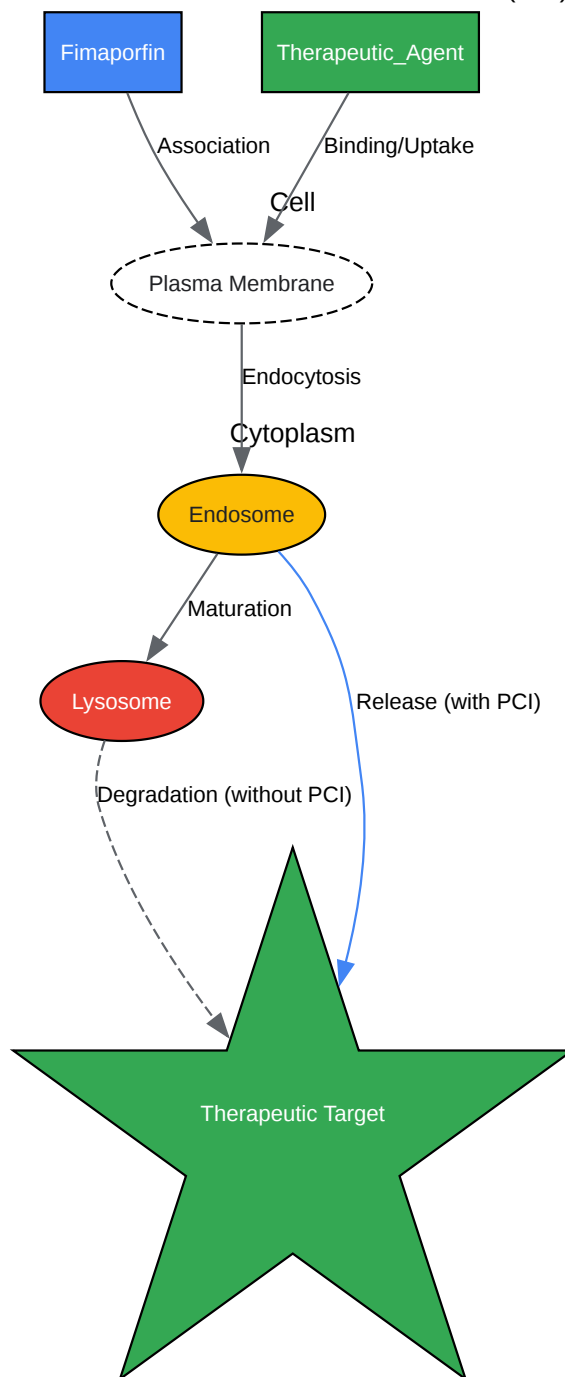 Fimaporfin
Therapeutic_Agent
Association
Binding/Uptake
Cell
Plasma Membrane
Endocytosis
Cytoplasm
Endosome
Maturation
Lysosome
Release (with PCI)
Degradation (without PCI)
Therapeutic Target